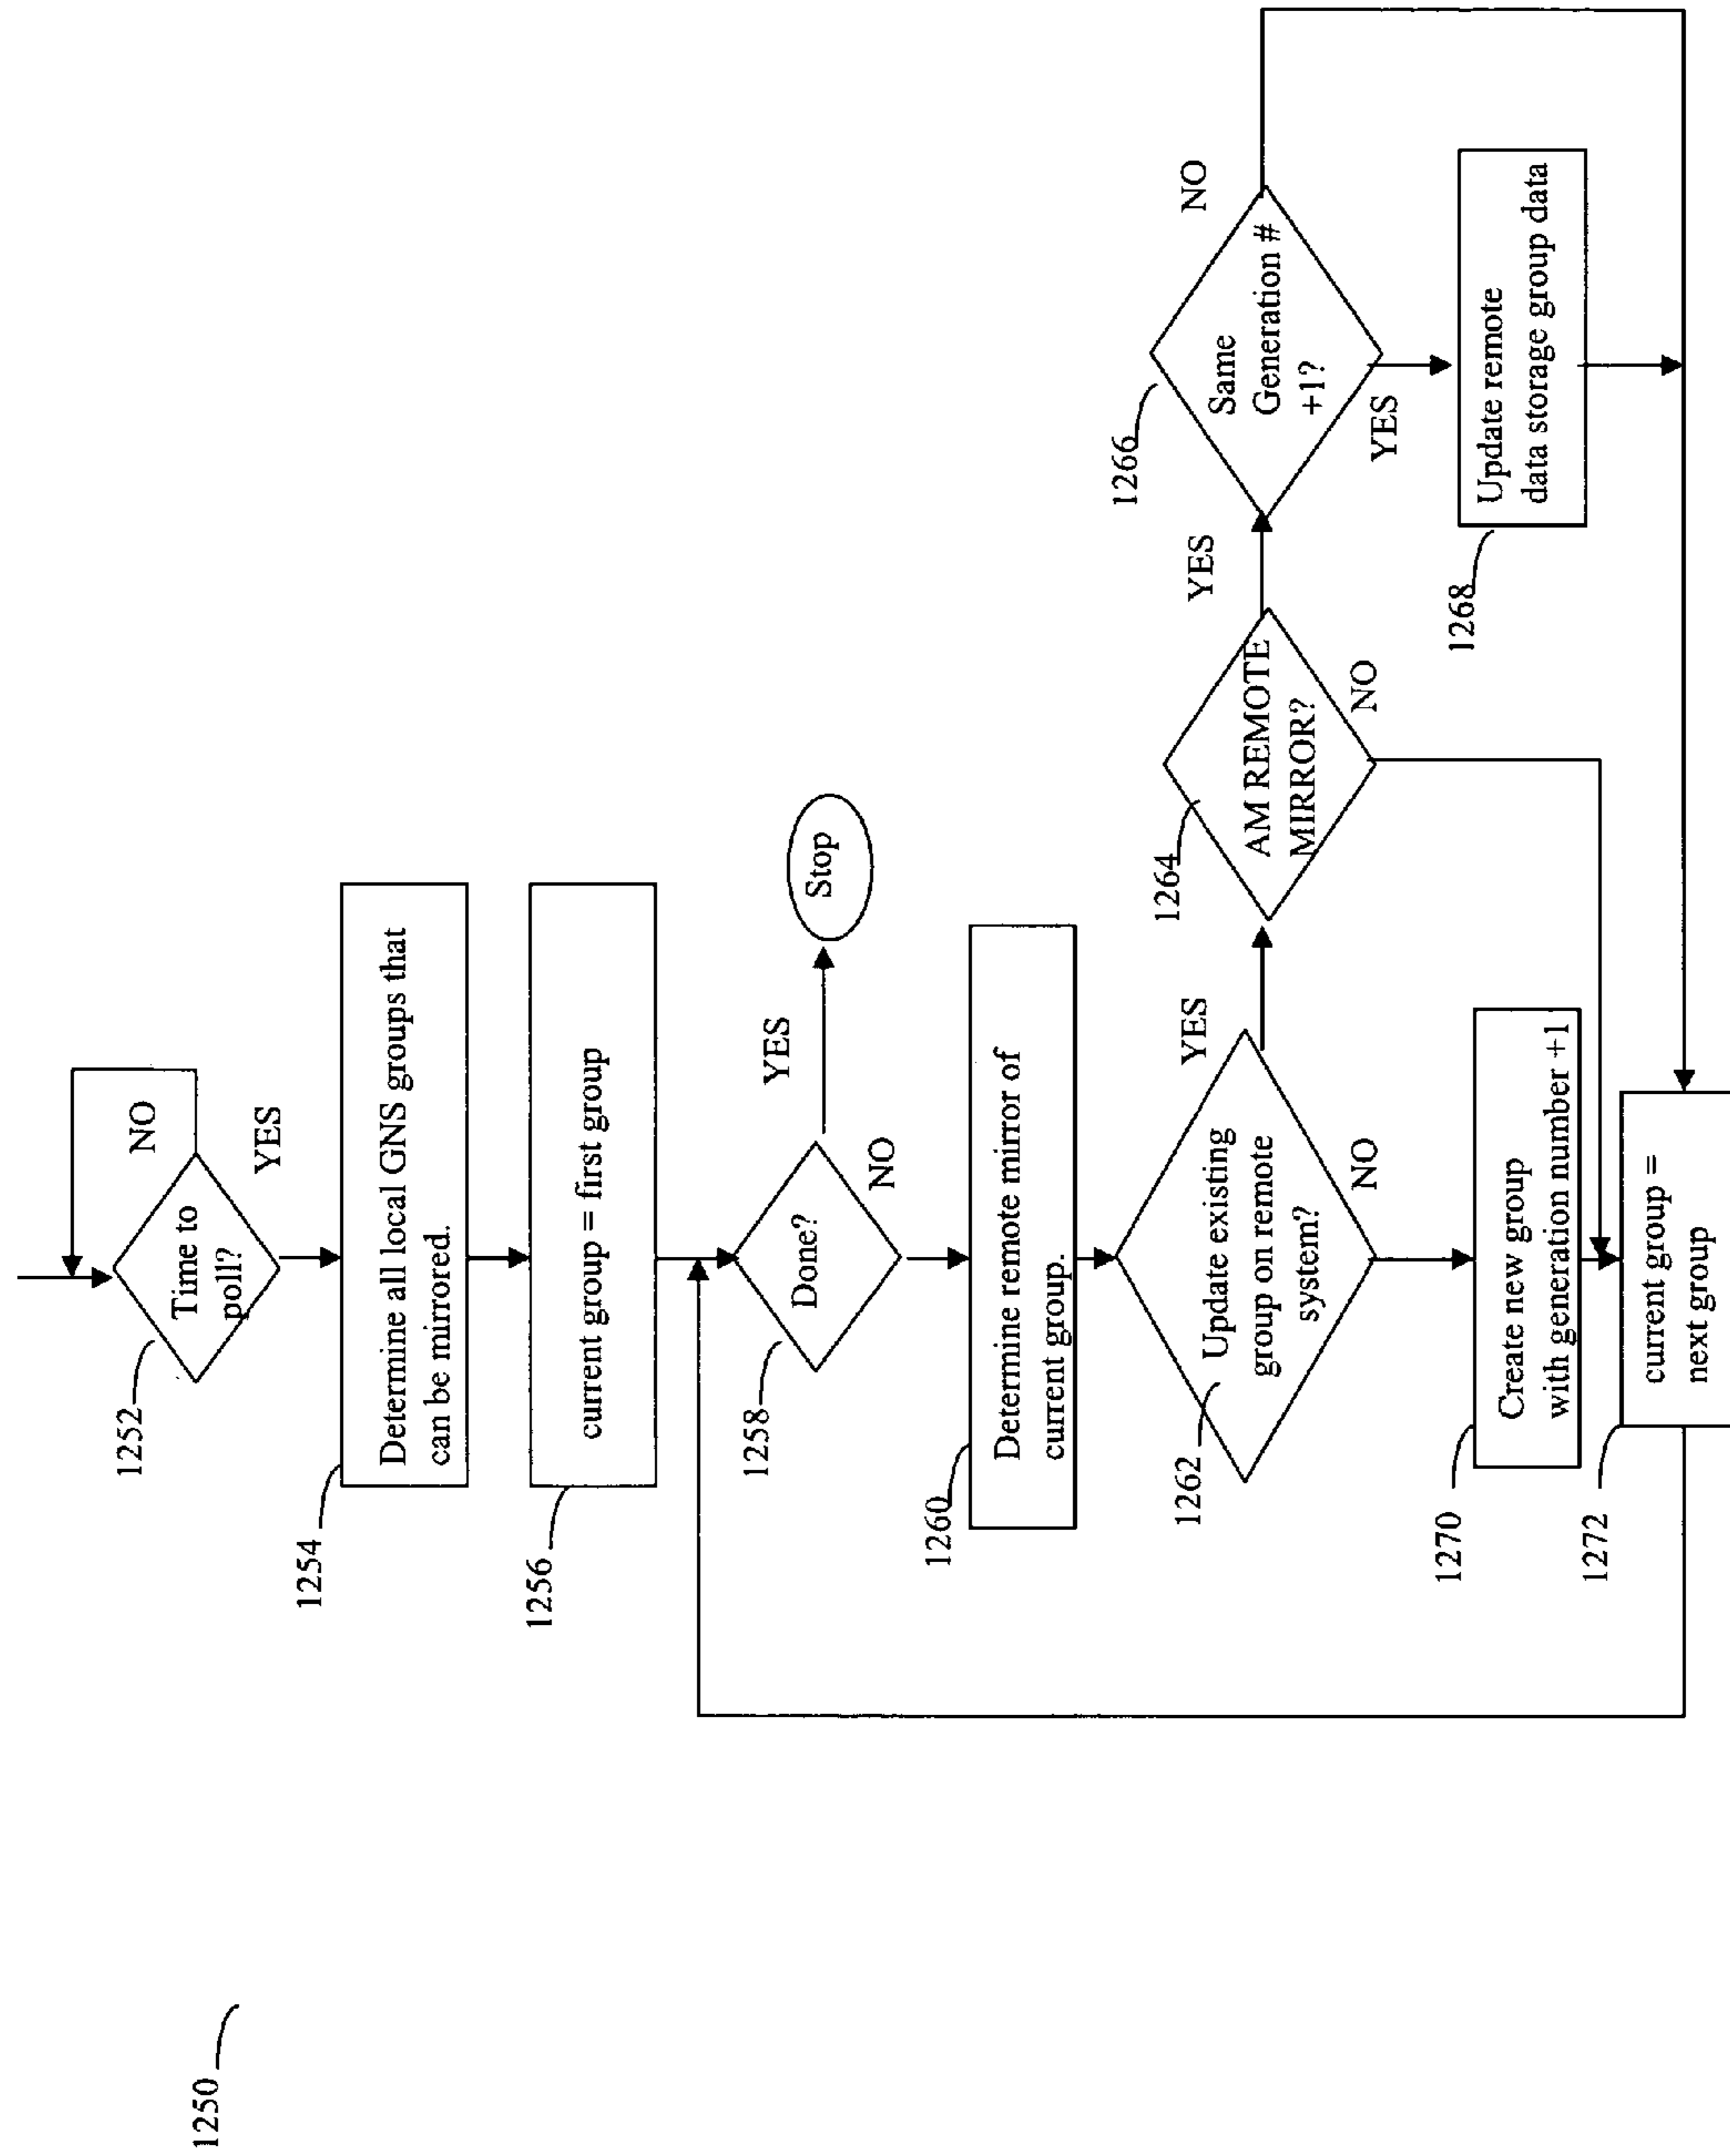 1250
1252
Time to
poll?
NO
YES
1254
Determine all local GNS groups that
can be mirrored.
1256
current group = first group
1258
Done?
YES
Stop
NO
1260
Determine remote mirror of
current group.
1262
Update existing
group on remote
system?
YES
NO
1264
AM REMOTE
MIRROR?
YES
NO
1266
Same
Generation #
+1?
NO
YES
1268
Update remote
data storage group data
1270
Create new group
with generation number +1
1272
current group =
next group